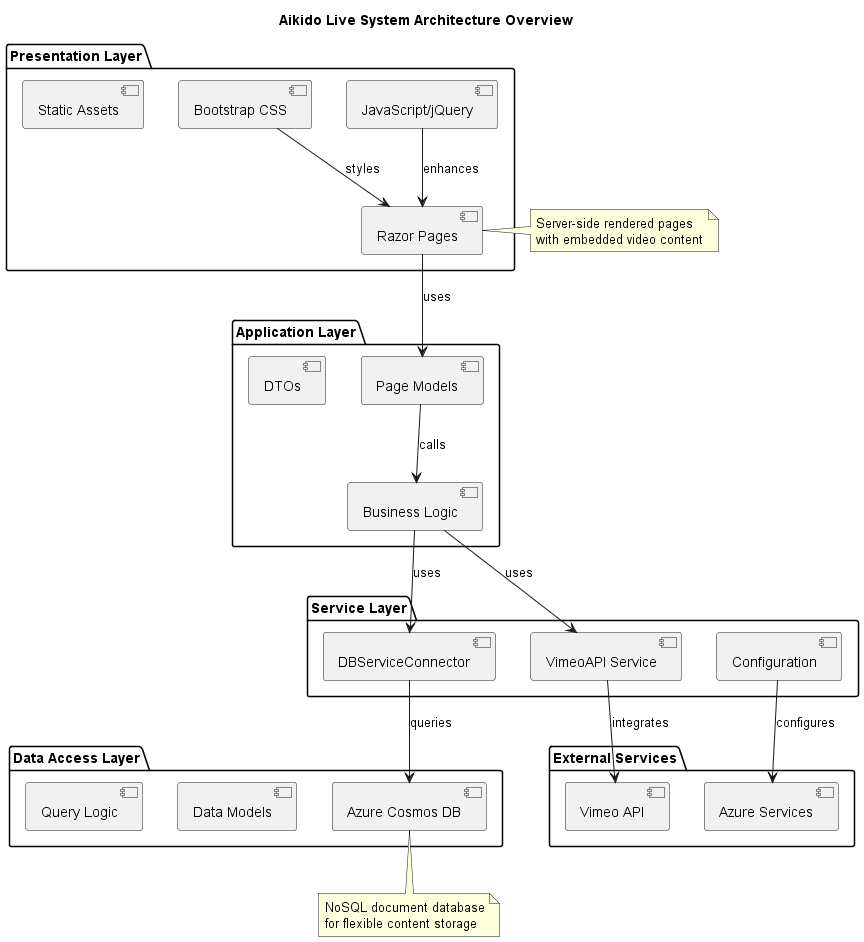 Aikido Live System Architecture Overview
Presentation Layer
Static Assets
Bootstrap CSS
JavaScript/jQuery
styles
enhances
Razor Pages
Server-side rendered pages
with embedded video content
uses
Application Layer
DTOs
Page Models
calls
Business Logic
uses
uses
Service Layer
DBServiceConnector
VimeoAPI Service
Configuration
queries
integrates
configures
Data Access Layer
External Services
Query Logic
Data Models
Azure Cosmos DB
Vimeo API
Azure Services
NoSQL document database
for flexible content storage